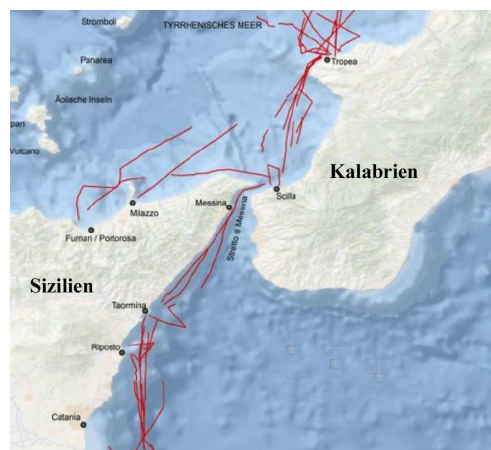 Stromboli
TYRRHENISCHES MEER
Panarea
Tropea
Äolische Inseln
pari
Vulcano
Kalabrien
Scilla
Messina
Milazzo
Stretto di Messina
Furnari / Portorosa
Sizilien
Taormina
Riposto
Catania